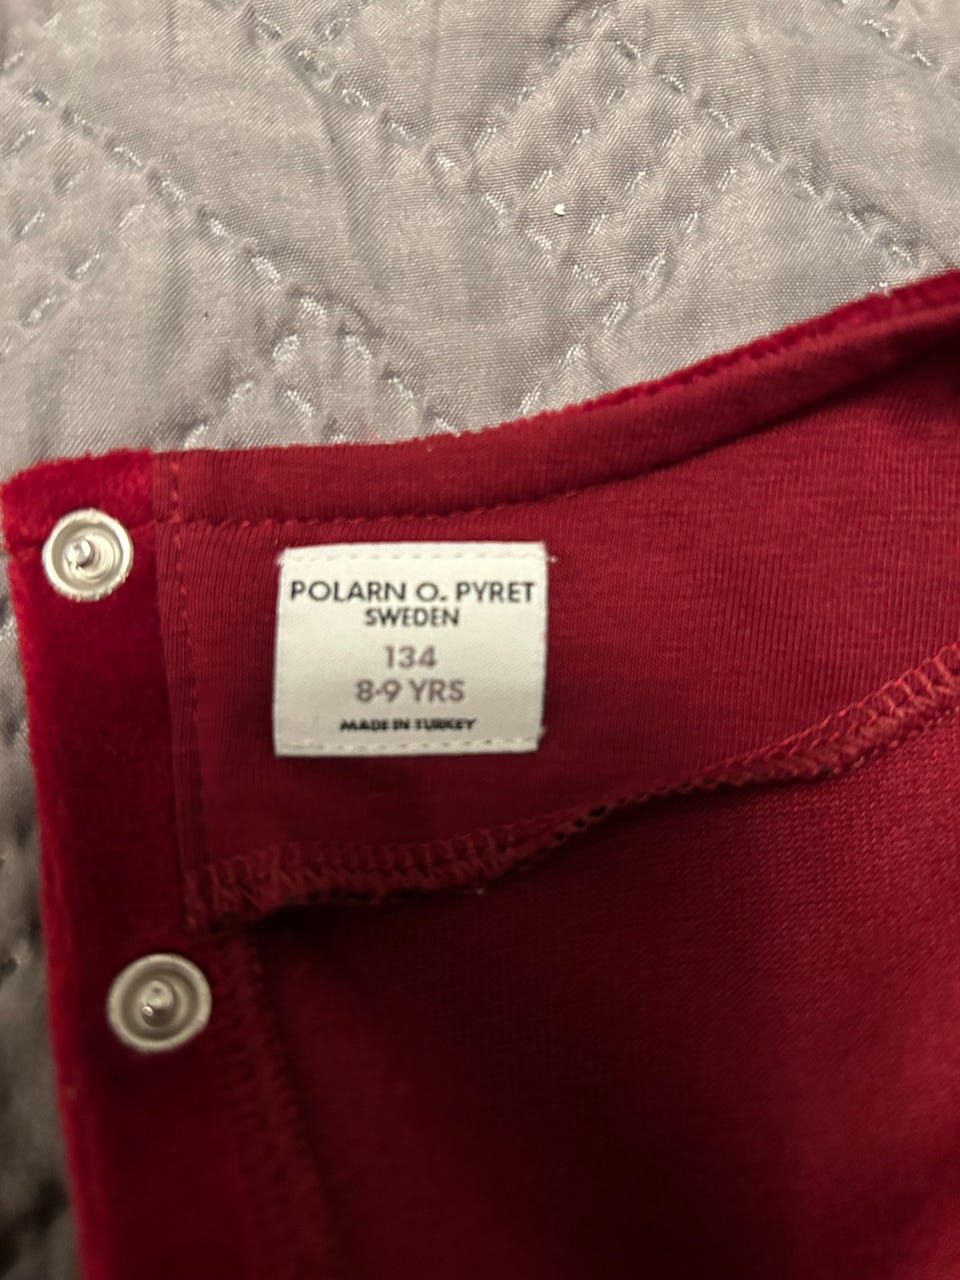 POLARN O. PYRET
SWEDEN
134
8-9 YRS
MADE IN TURKEY